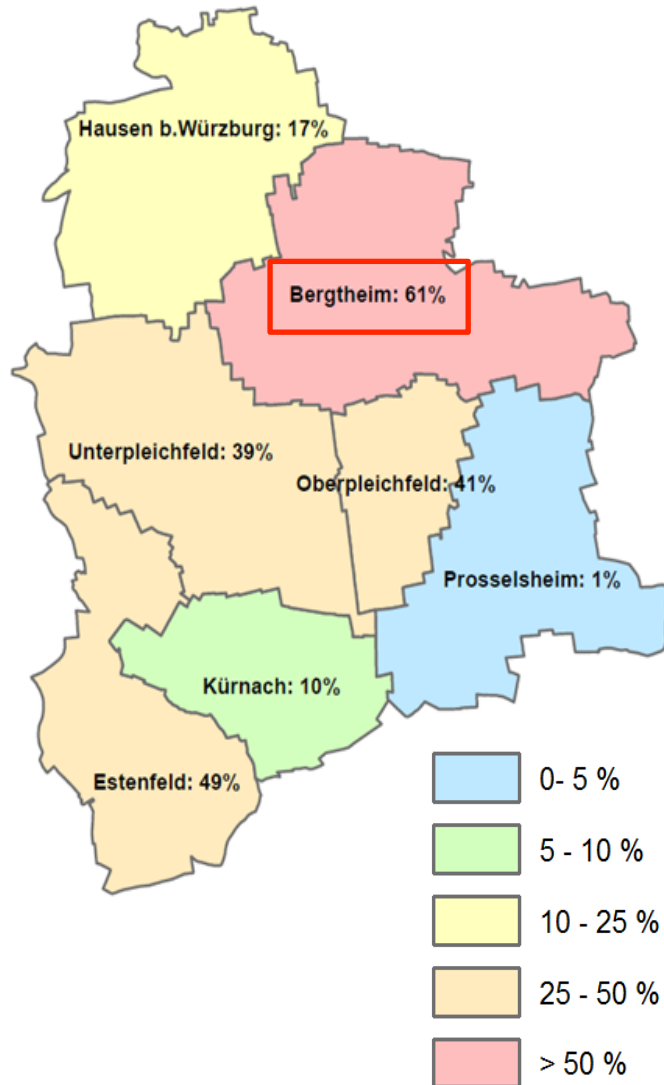 Hausen b.Würzburg: 17%
Bergtheim: 61%
Unterpleichfeld: 39%
Oberpleichfeld: 41%
Prosselsheim: 1%
Kürnach: 10%
Estenfeld: 49%
0- 5 %
5 - 10 %
10 - 25 %
25 - 50 %
> 50 %